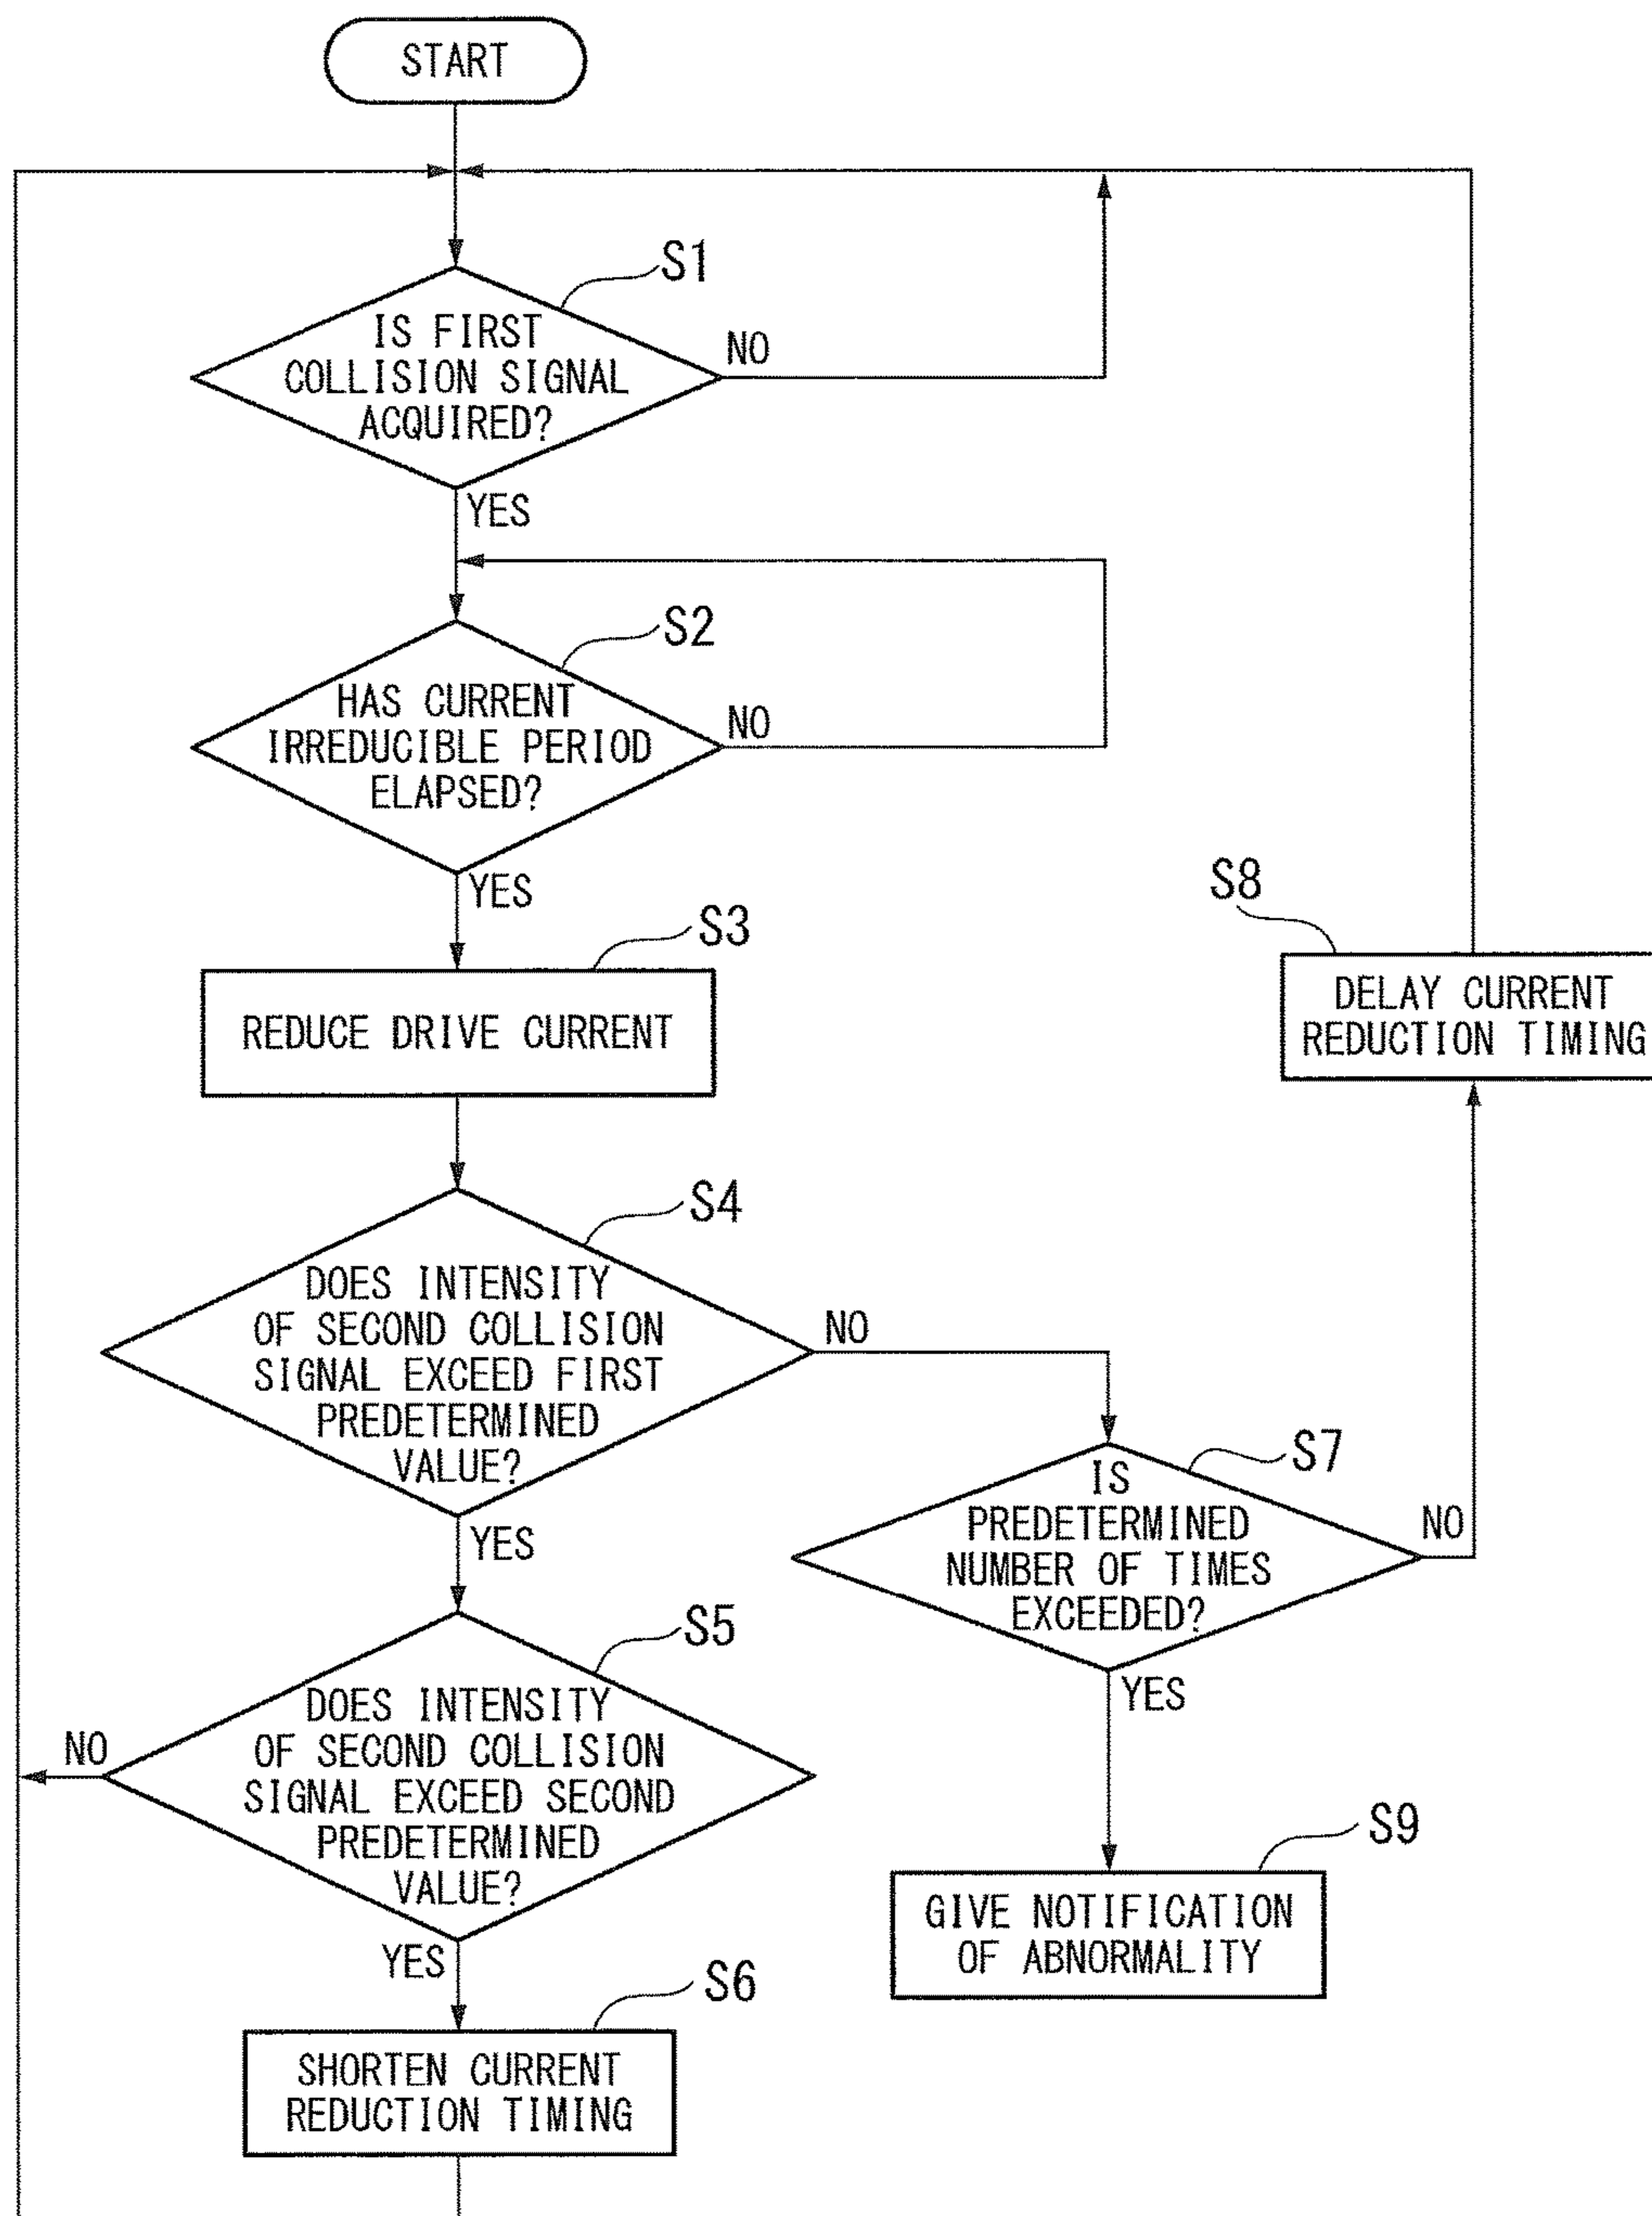 START
S1
IS FIRST
COLLISION SIGNAL
ACQUIRED?
NO
YES
S2
HAS CURRENT
IRREDUCIBLE PERIOD
ELAPSED?
NO
YES
S3
REDUCE DRIVE CURRENT
S8
DELAY CURRENT
REDUCTION TIMING
S4
DOES INTENSITY
OF SECOND COLLISION
SIGNAL EXCEED FIRST
PREDETERMINED
VALUE?
NO
YES
S7
IS
PREDETERMINED
NUMBER OF TIMES
EXCEEDED?
NO
YES
S5
DOES INTENSITY
OF SECOND COLLISION
SIGNAL EXCEED SECOND
PREDETERMINED
VALUE?
NO
YES
S9
GIVE NOTIFICATION
OF ABNORMALITY
S6
SHORTEN CURRENT
REDUCTION TIMING